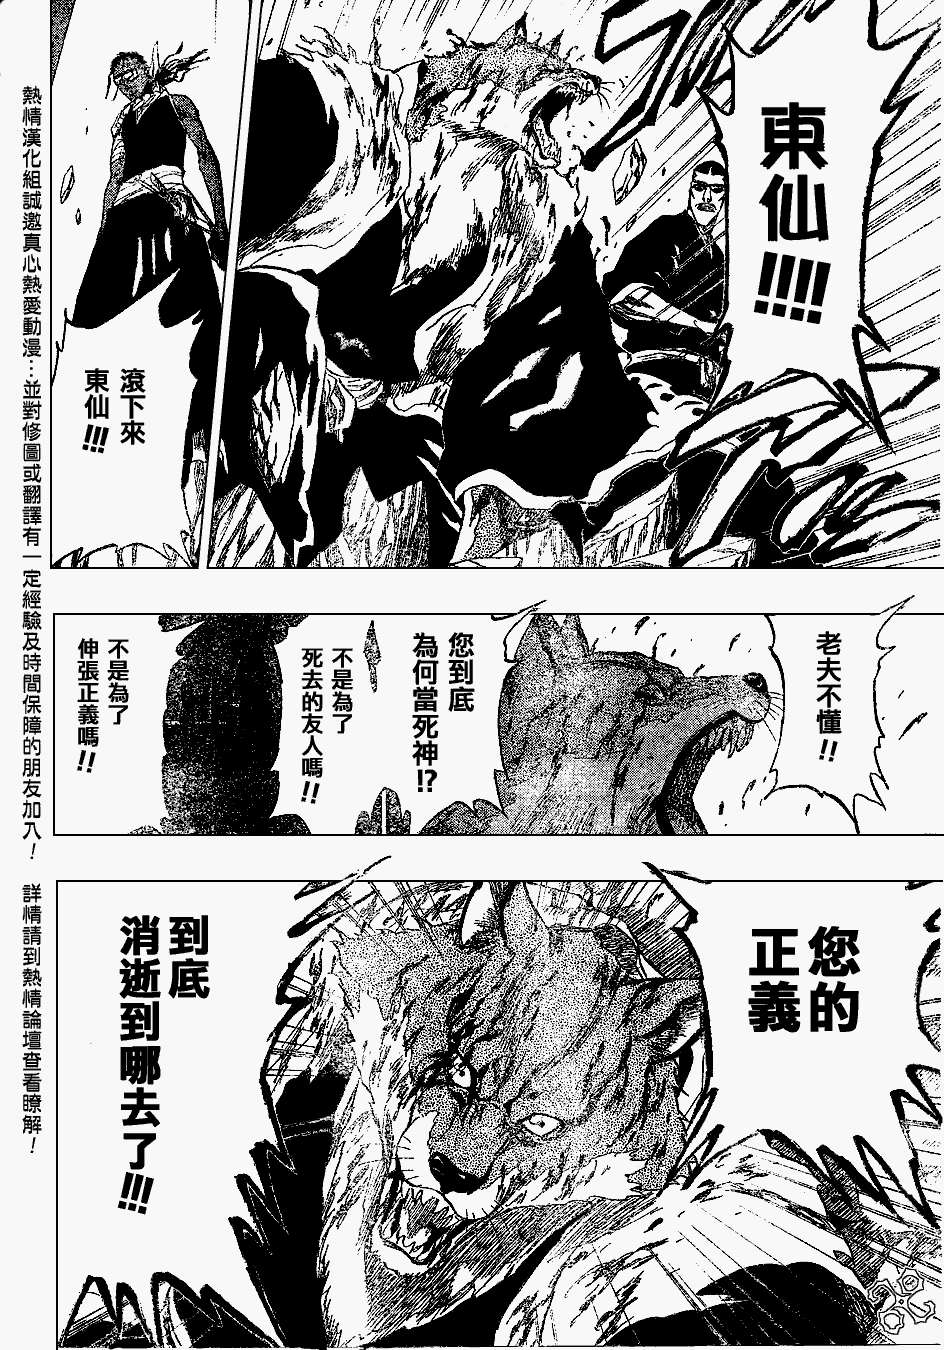 東仙!!!!
滾下來
東仙!!!
老夫不懂!!
您到底
為何當死神!?
不是為了
死去的友人嗎!!
不是為了
伸張正義嗎!!
您的
正義
到底
消逝到哪去了!!!
熱情漢化組誠邀真心熱愛動漫…並對修圖或翻譯有一定經驗及時間保障的朋友加入！ 詳情請到熱情論壇查看瞭解！